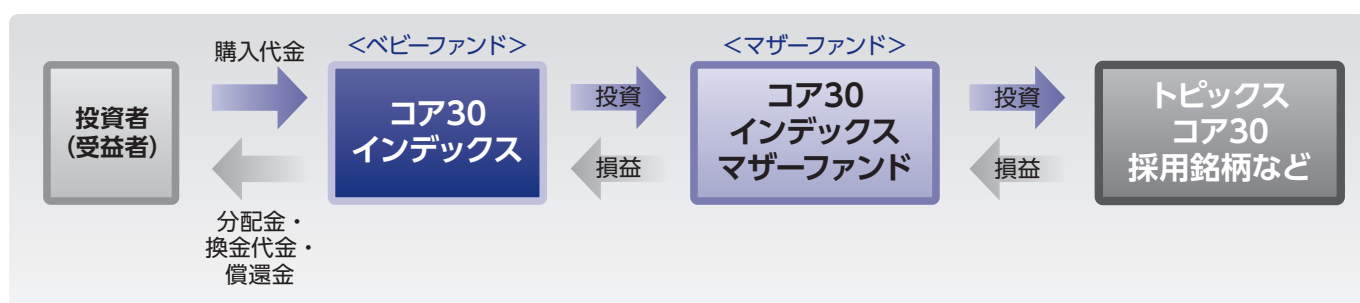 購入代金
投資者
(受益者)
分配金・
換金代金・
償還金
＜ベビーファンド＞
コア30
インデックス
投資
損益
＜マザーファンド＞
コア30
インデックス
マザーファンド
投資
損益
トピックス
コア30
採用銘柄など